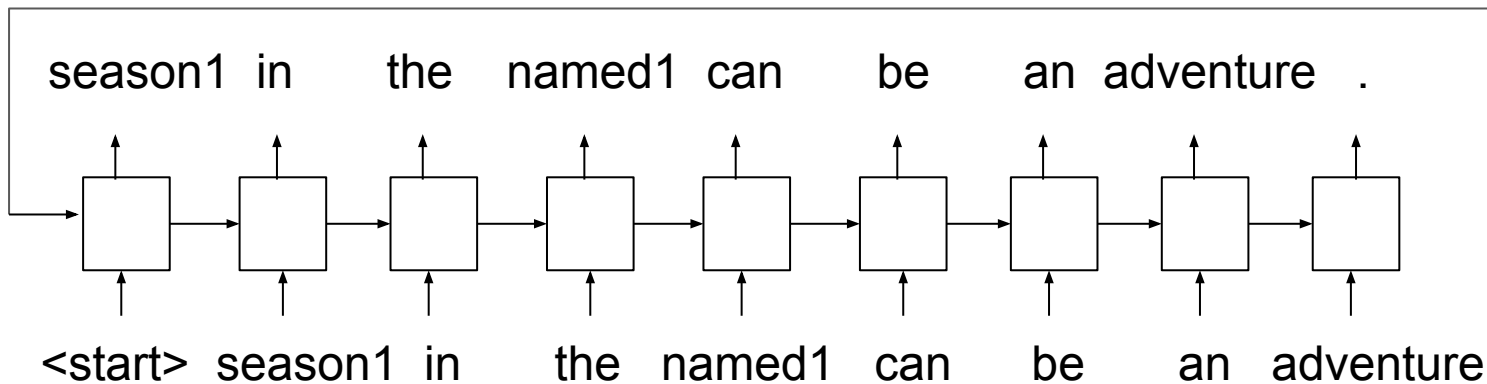 season1 in the named1 can be an adventure .
<start> season1 in the named1 can be an adventure